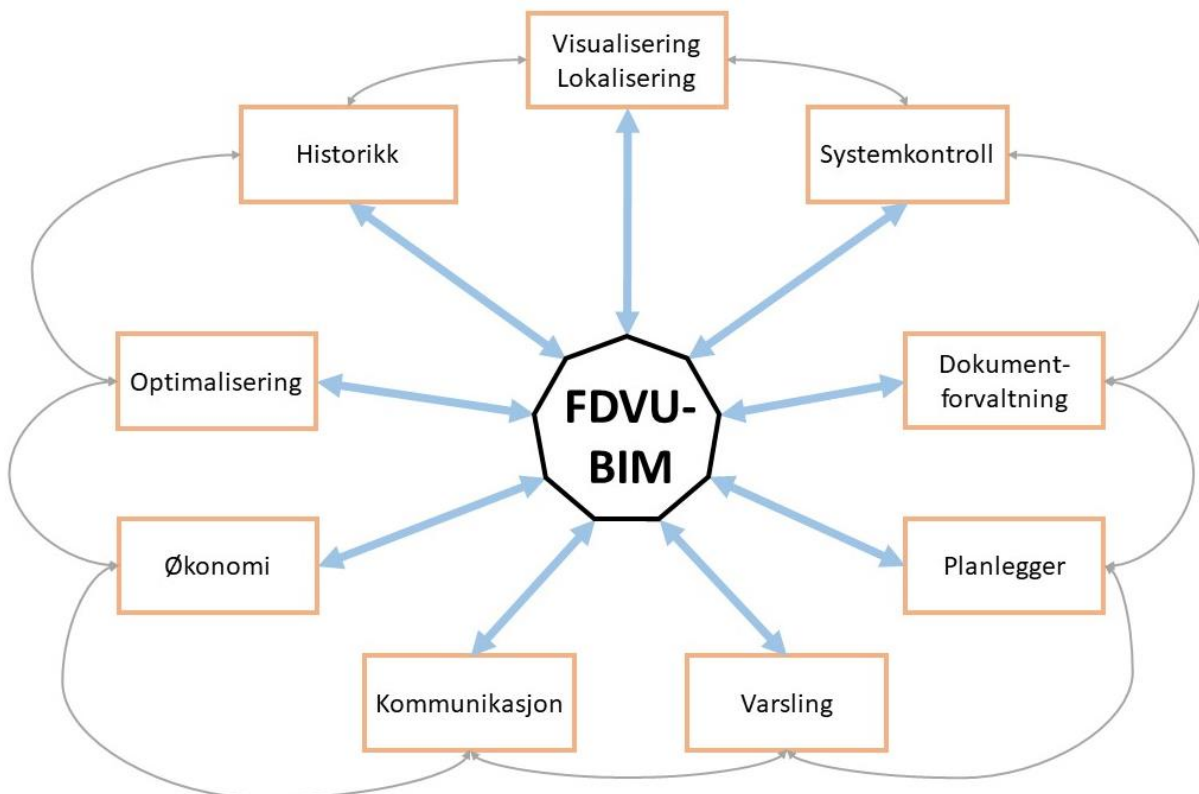 Visualisering
Lokalisering
Historikk
Systemkontroll
Optimalisering
FDVU-
BIM
Dokument-
forvaltning
Økonomi
Planlegger
Kommunikasjon
Varsling